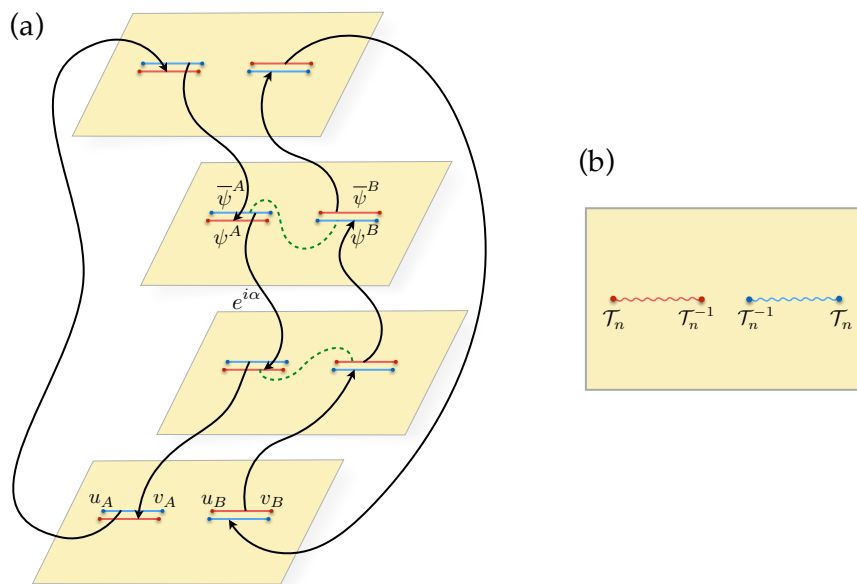 (a)
ψ̅^A ψ̅^B
ψ^A ψ^B
e^{iα}
u_A v_A u_B v_B
(b)
𝒯_n 𝒯_n^{-1} 𝒯_n^{-1} 𝒯_n